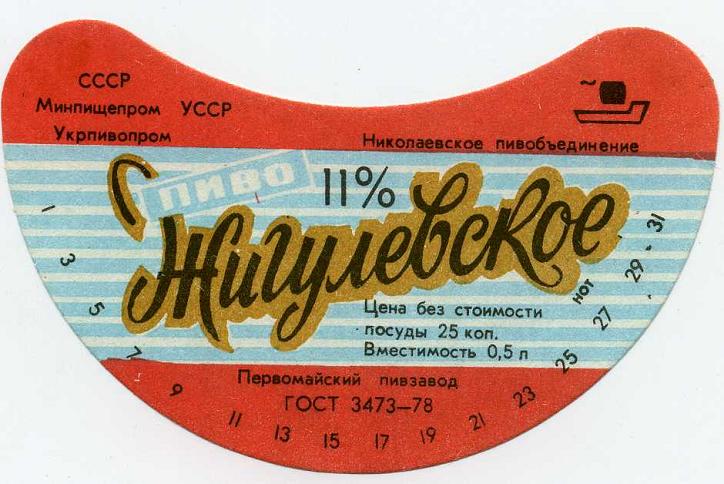 СССР
Минпищепром УССР
Укрпивопром
Николаевское пивобъединение
ПИВО
11%
Жигулевское
Цена без стоимости
посуды 25 коп.
Вместимость 0,5 л
Первомайский пивзавод
ГОСТ 3473—78
1 3 5 7 9 11 13 15 17 19 21 23 25 27 29 31
нот